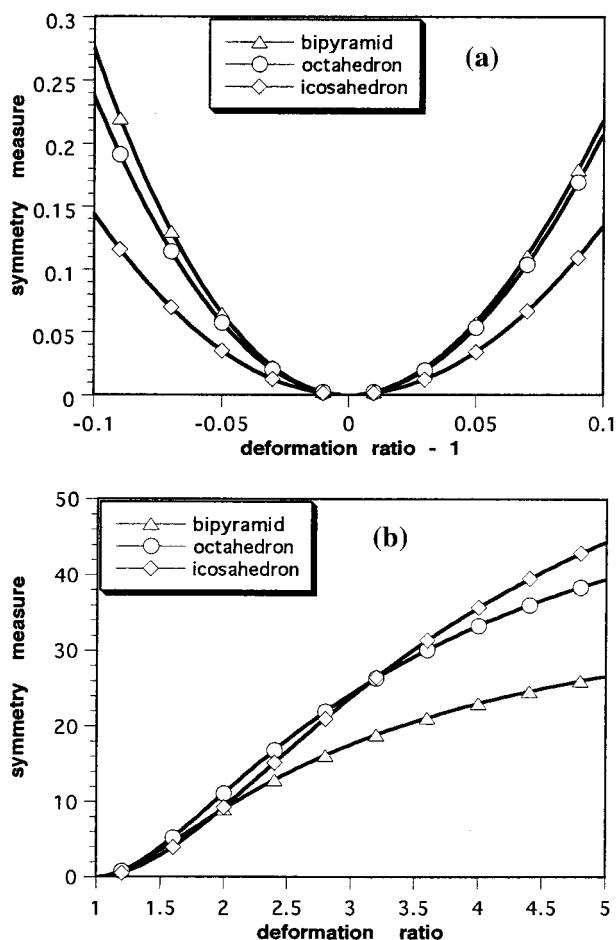 0.3
0.25
0.2
0.15
0.1
0.05
0
symmetry measure
bipyramid
octahedron
icosahedron
(a)
-0.1 -0.05 0 0.05 0.1
deformation ratio - 1
50
40
30
20
10
0
symmetry measure
bipyramid
octahedron
icosahedron
(b)
1 1.5 2 2.5 3 3.5 4 4.5 5
deformation ratio